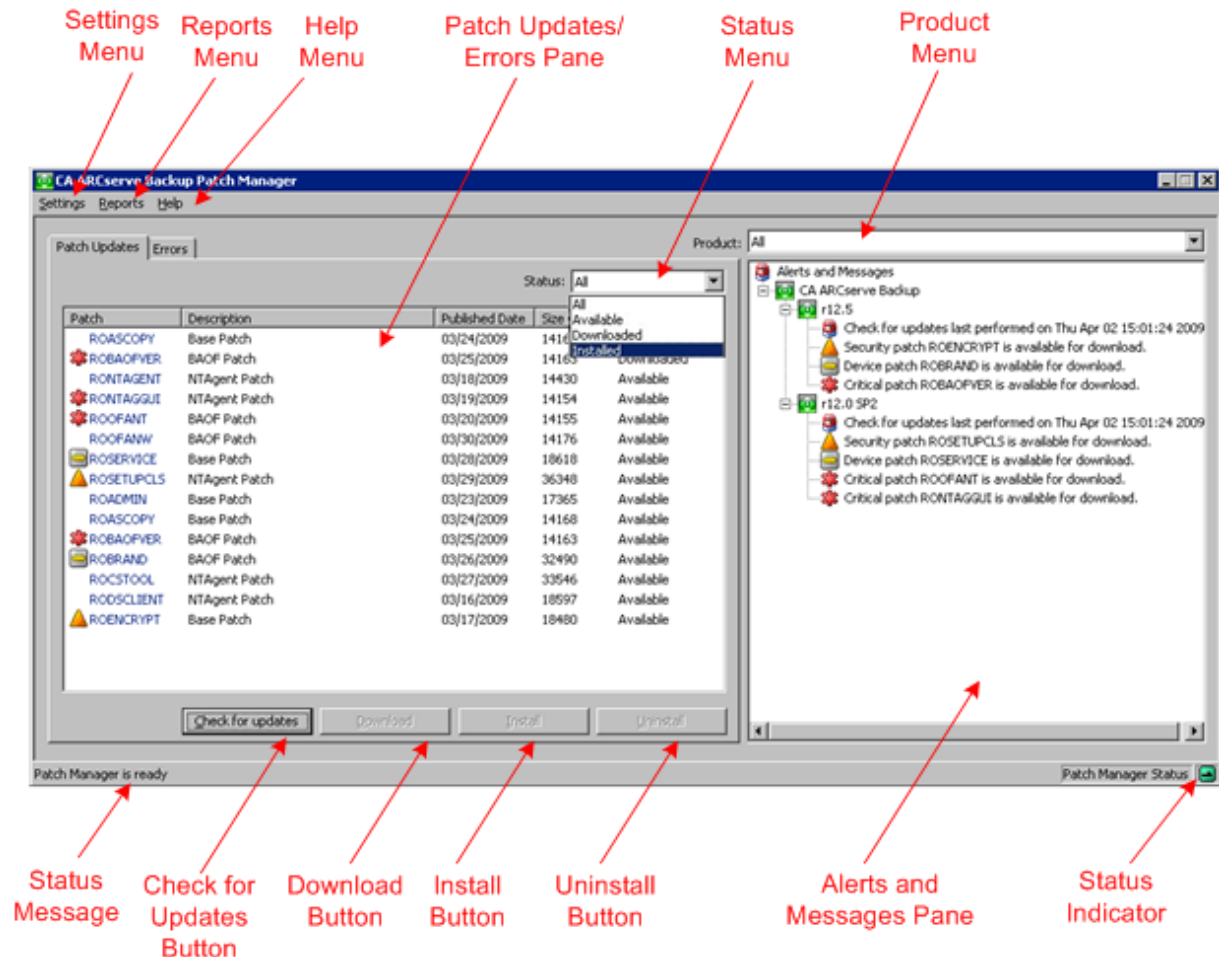 Settings Menu
Reports Menu
Help Menu
Patch Updates/ Errors Pane
Status Menu
Product Menu
CA ARCserve Backup Patch Manager
Settings Reports Help
Patch Updates Errors
Product: All
Status: All
All
Available
Downloaded
Installed
Patch Description Published Date Size
ROASCOPY Base Patch 03/24/2009
ROBAOFVER BAOF Patch 03/25/2009 14163 Downloaded
RONTAGENT NTAgent Patch 03/18/2009 14430 Available
RONTAGGUI NTAgent Patch 03/19/2009 14154 Available
ROOFANT BAOF Patch 03/20/2009 14155 Available
ROOFANW BAOF Patch 03/30/2009 14176 Available
ROSERVICE Base Patch 03/28/2009 18618 Available
ROSETUPCLS NTAgent Patch 03/29/2009 36348 Available
ROADMIN Base Patch 03/23/2009 17365 Available
ROASCOPY Base Patch 03/24/2009 14168 Available
ROBAOFVER BAOF Patch 03/25/2009 14163 Available
ROBRAND BAOF Patch 03/26/2009 32490 Available
ROCSTOOL NTAgent Patch 03/27/2009 33546 Available
RODSCLIENT NTAgent Patch 03/16/2009 18597 Available
ROENCRYPT Base Patch 03/17/2009 18480 Available
Check for updates Download Install Uninstall
Alerts and Messages
CA ARCserve Backup
r12.5
Check for updates last performed on Thu Apr 02 15:01:24 2009
Security patch ROENCRYPT is available for download.
Device patch ROBRAND is available for download.
Critical patch ROBAOFVER is available for download.
r12.0 SP2
Check for updates last performed on Thu Apr 02 15:01:24 2009
Security patch ROSETUPCLS is available for download.
Device patch ROSERVICE is available for download.
Critical patch ROOFANT is available for download.
Critical patch RONTAGGUI is available for download.
Patch Manager is ready
Patch Manager Status
Status Message
Check for Updates Button
Download Button
Install Button
Uninstall Button
Alerts and Messages Pane
Status Indicator